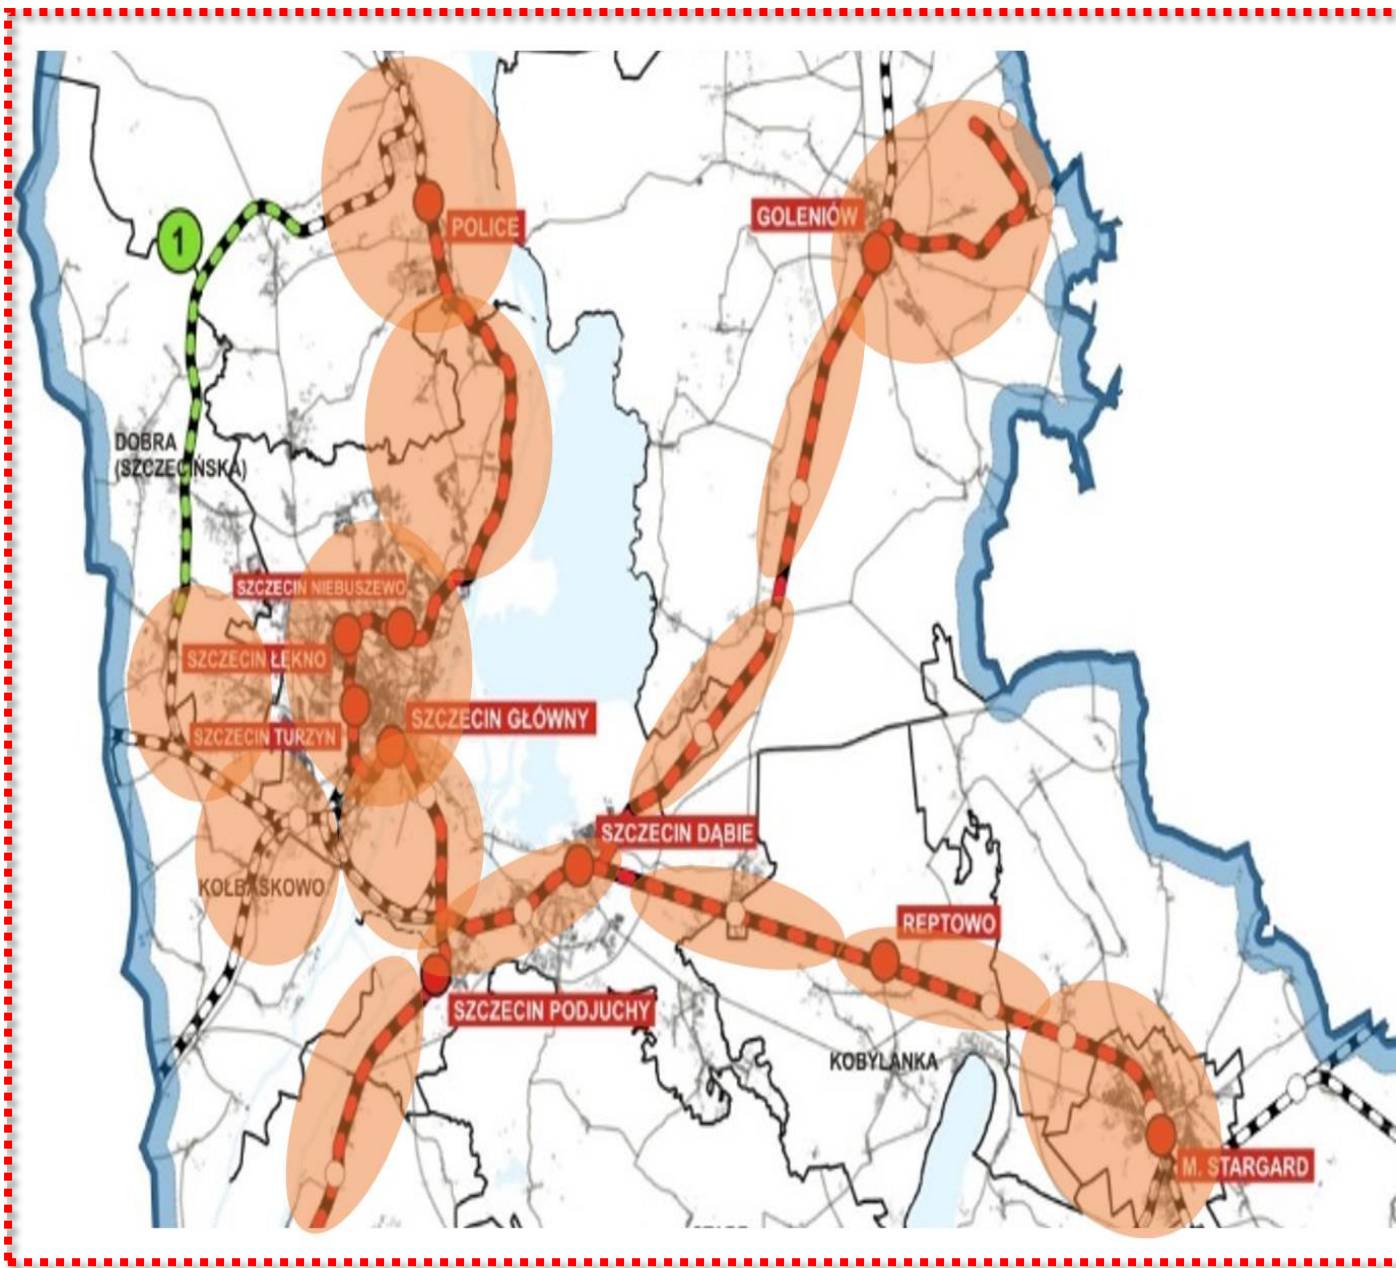 POLICE
GOLENIÓW
1
DOBRA
(SZCZECIŃSKA)
SZCZECIN NIEBUSZEWO
SZCZECIN ŁĘKNO
SZCZECIN GŁÓWNY
SZCZECIN TURZYN
SZCZECIN DĄBIE
KOŁBASKOWO
REPTOWO
SZCZECIN PODJUCHY
KOBYLANKA
M. STARGARD